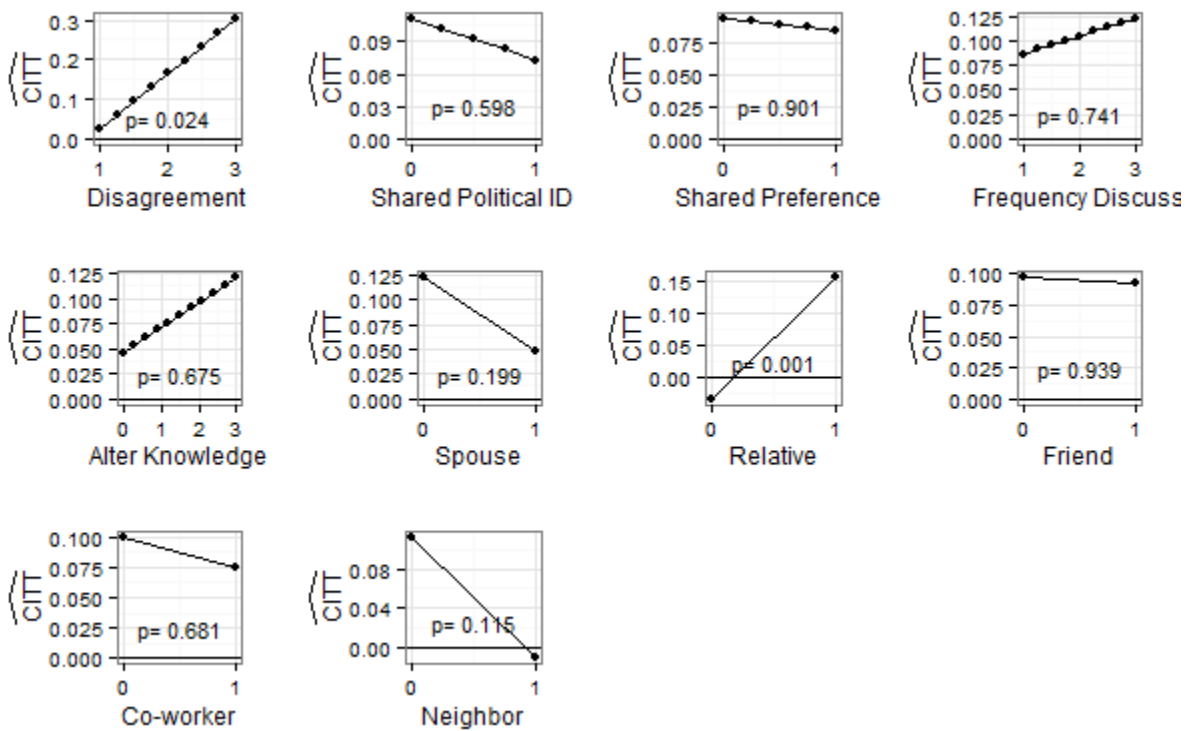 CITT
0.3
0.2
0.1
0.0
p= 0.024
1 2 3
Disagreement
CITT
0.09
0.06
0.03
0.00
p= 0.598
0 1
Shared Political ID
CITT
0.075
0.050
0.025
0.000
p= 0.901
0 1
Shared Preference
CITT
0.125
0.100
0.075
0.050
0.025
0.000
p= 0.741
1 2 3
Frequency Discuss
CITT
0.125
0.100
0.075
0.050
0.025
0.000
p= 0.675
0 1 2 3
Alter Knowledge
CITT
0.125
0.100
0.075
0.050
0.025
0.000
p= 0.199
0 1
Spouse
CITT
0.15
0.10
0.05
0.00
p= 0.001
0 1
Relative
CITT
0.100
0.075
0.050
0.025
0.000
p= 0.939
0 1
Friend
CITT
0.100
0.075
0.050
0.025
0.000
p= 0.681
0 1
Co-worker
CITT
0.08
0.04
0.00
p= 0.115
0 1
Neighbor